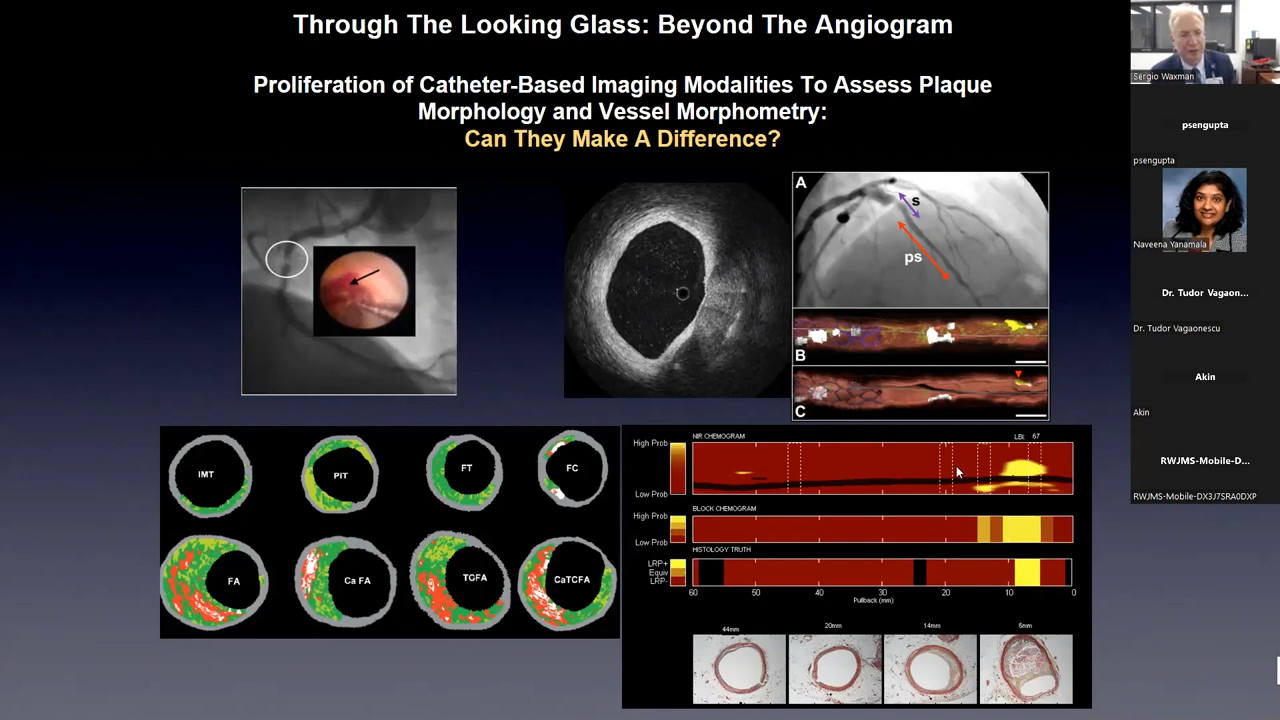 Through The Looking Glass: Beyond The Angiogram
Proliferation of Catheter-Based Imaging Modalities To Assess Plaque
Morphology and Vessel Morphometry:
Can They Make A Difference?
A
s
ps
B
C
IMT
PIT
FT
FC
FA
Ca FA
TCFA
CaTCFA
NIR CHEMOGRAM
LBI: 67
High Prob
Low Prob
BLOCK CHEMOGRAM
High Prob
Low Prob
HISTOLOGY TRUTH
LRP+
Equiv
LRP-
60 50 40 30 20 10 0
Pullback (mm)
44mm 20mm 14mm 6mm
Sergio Waxman
psengupta
psengupta
Naveena Yanamala
Dr. Tudor Vagaon...
Dr. Tudor Vagaonescu
Akin
Akin
RWJMS-Mobile-D...
RWJMS-Mobile-DX3J7SRA0DXP